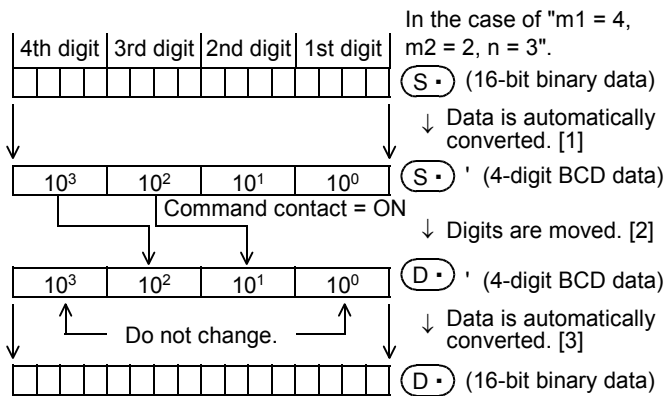 In the case of "m1 = 4,
m2 = 2, n = 3".
4th digit 3rd digit 2nd digit 1st digit
S· (16-bit binary data)
↓ Data is automatically
converted. [1]
10³ 10² 10¹ 10⁰ S· ' (4-digit BCD data)
Command contact = ON
↓ Digits are moved. [2]
10³ 10² 10¹ 10⁰ D· ' (4-digit BCD data)
Do not change.
↓ Data is automatically
converted. [3]
D· (16-bit binary data)